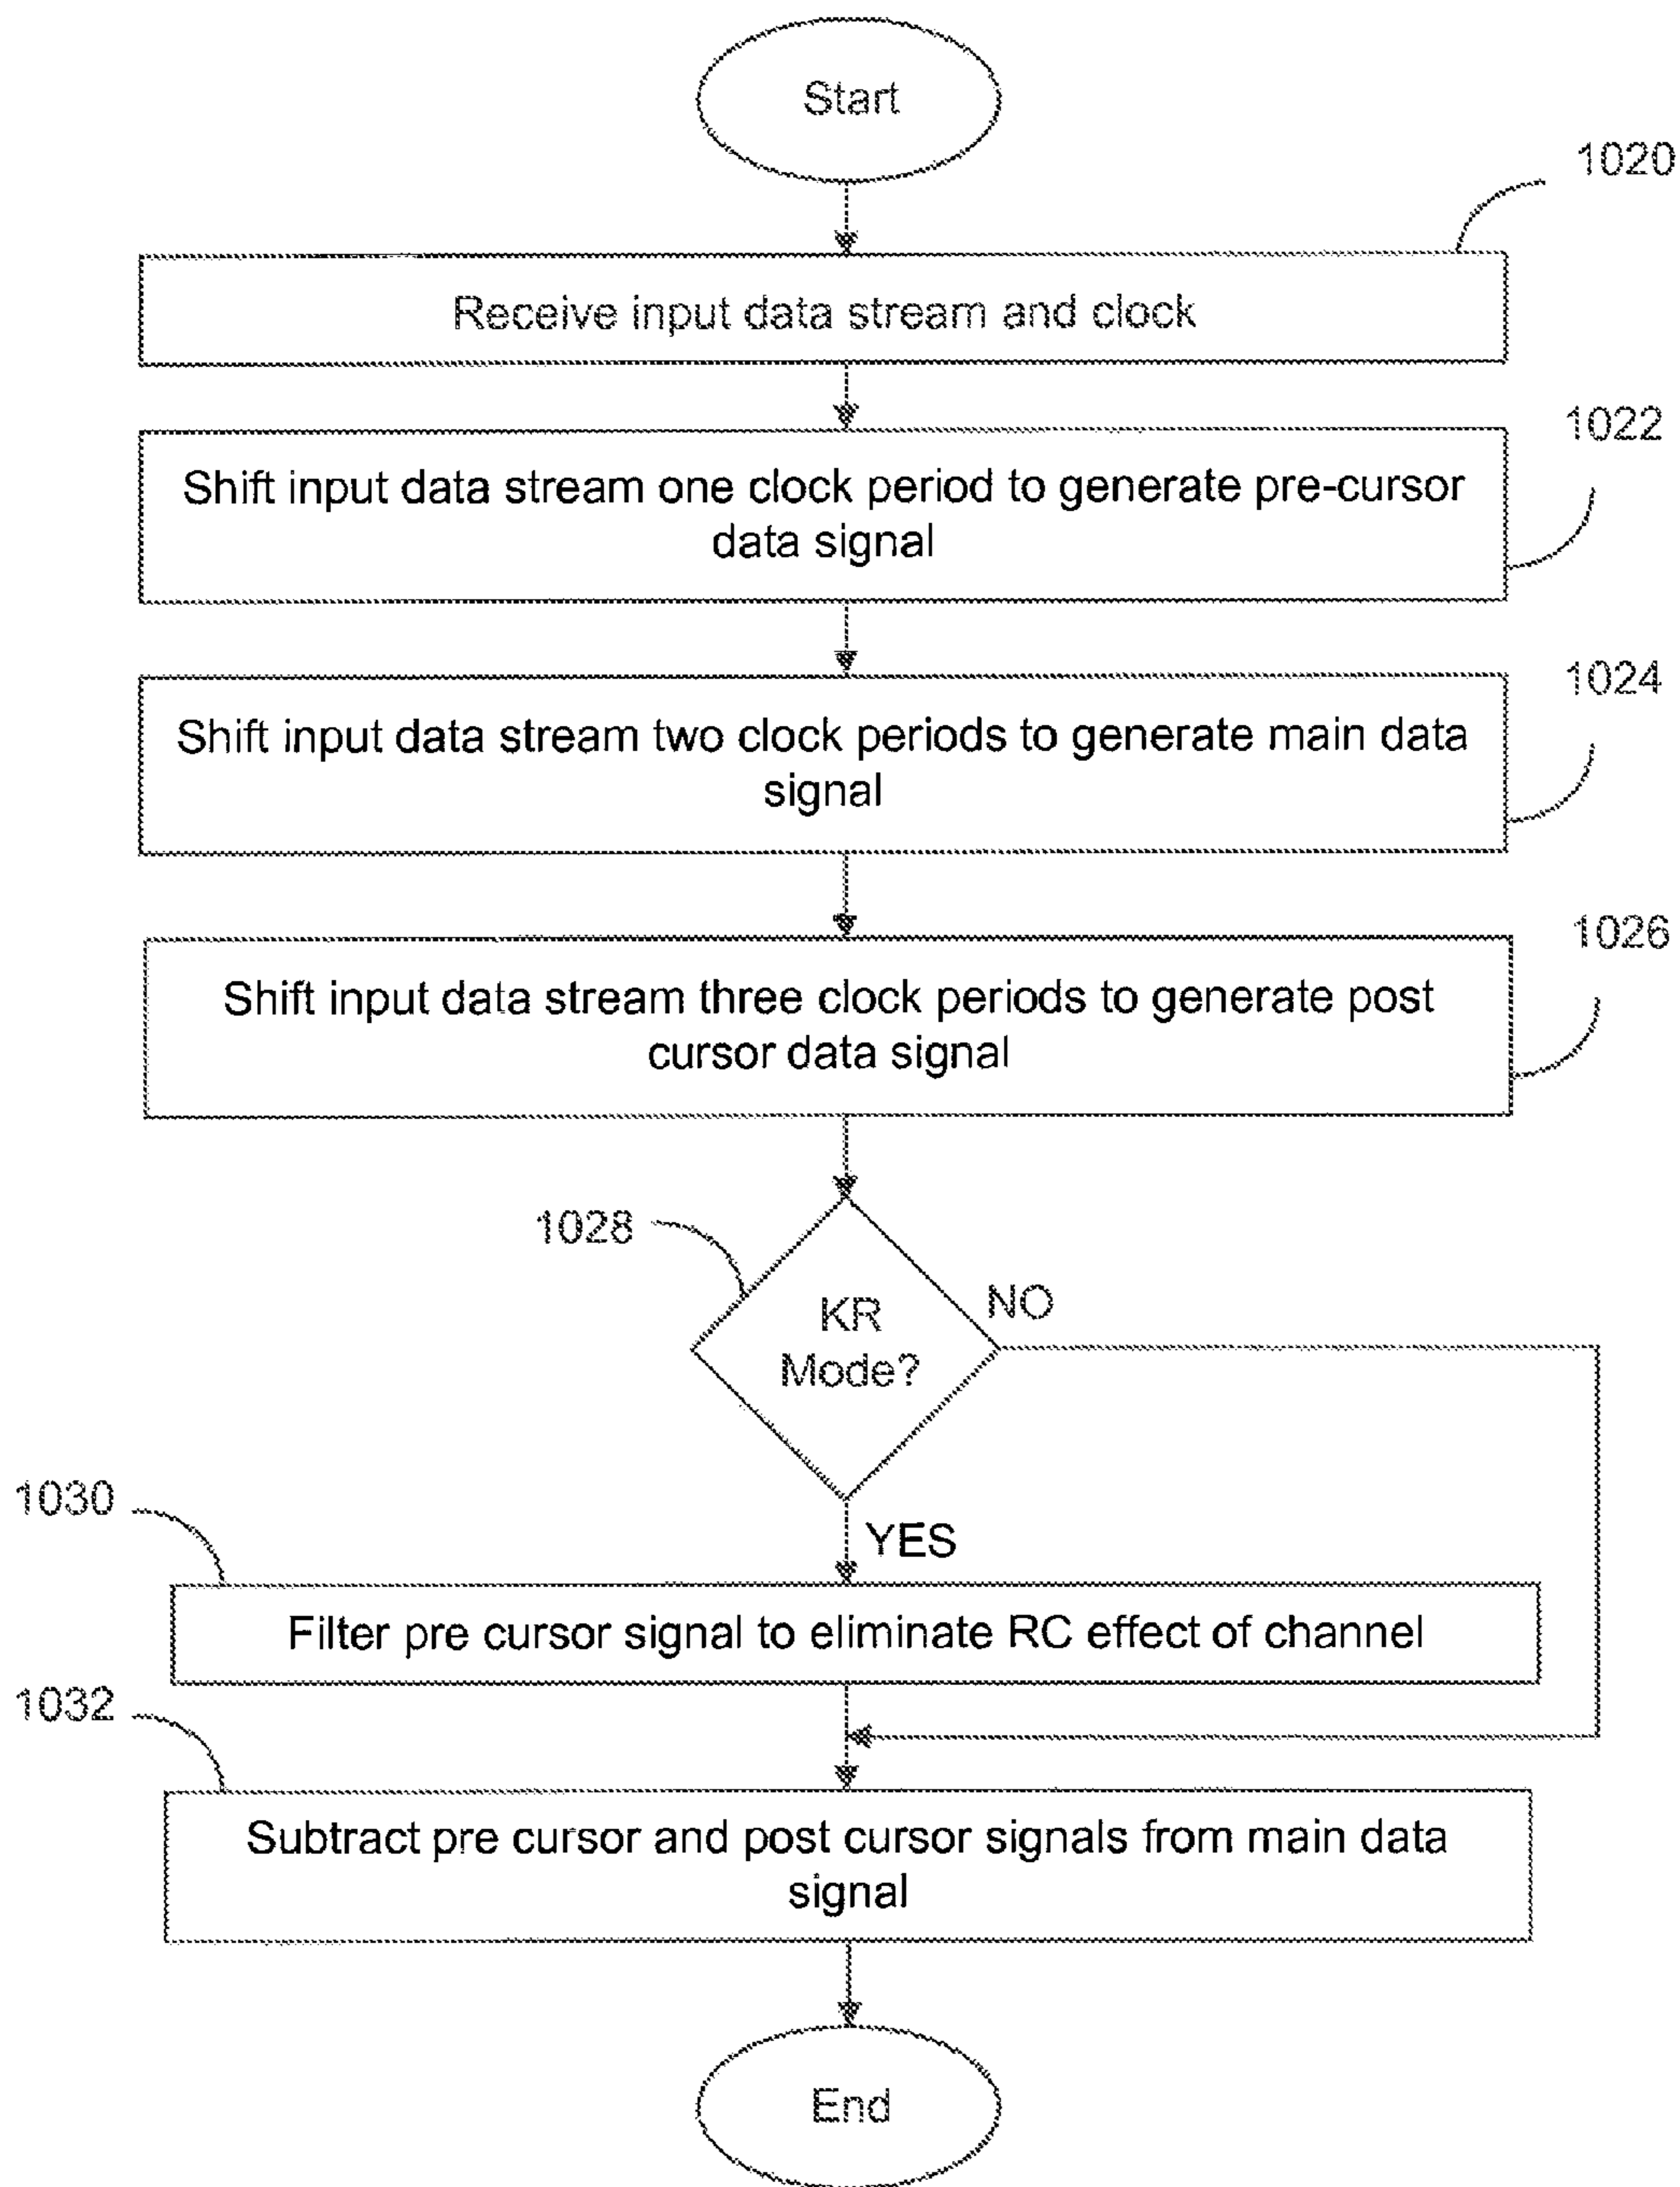 Start
1020
Receive input data stream and clock
1022
Shift input data stream one clock period to generate pre-cursor
data signal
1024
Shift input data stream two clock periods to generate main data
signal
1026
Shift input data stream three clock periods to generate post
cursor data signal
1028
KR
Mode?
NO
YES
1030
Filter pre cursor signal to eliminate RC effect of channel
1032
Subtract pre cursor and post cursor signals from main data
signal
End